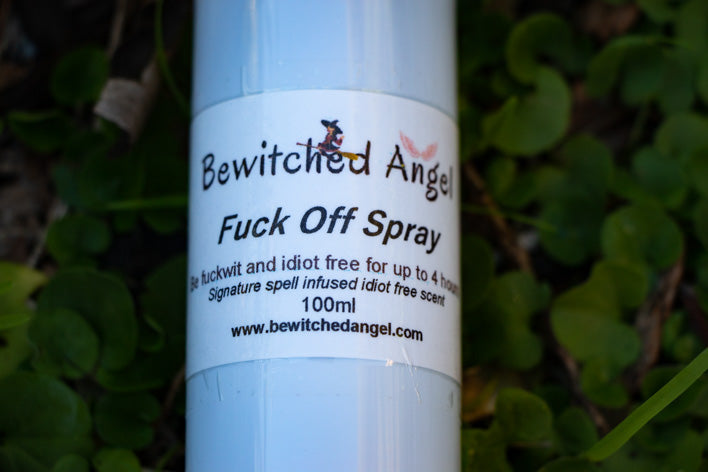 Bewitched Angel
Fuck Off Spray
Be fuckwit and idiot free for up to 4 hours
Signature spell infused idiot free scent
100ml
www.bewitchedangel.com